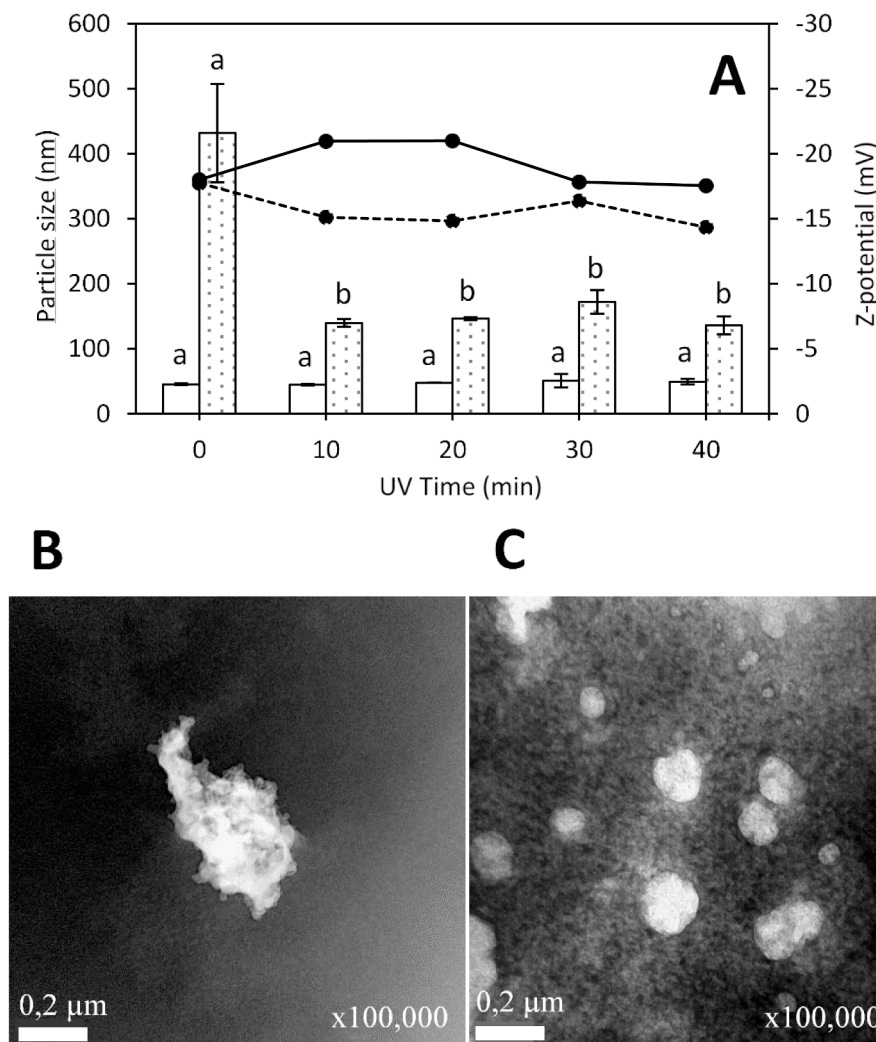 A
Particle size (nm)
600
500
400
300
200
100
0
a a
a b
a b
a b
a b
-30
-25
-20
-15
-10
-5
0
Z-potential (mV)
0 10 20 30 40
UV Time (min)
B
C
0,2 µm x100,000
0,2 µm x100,000